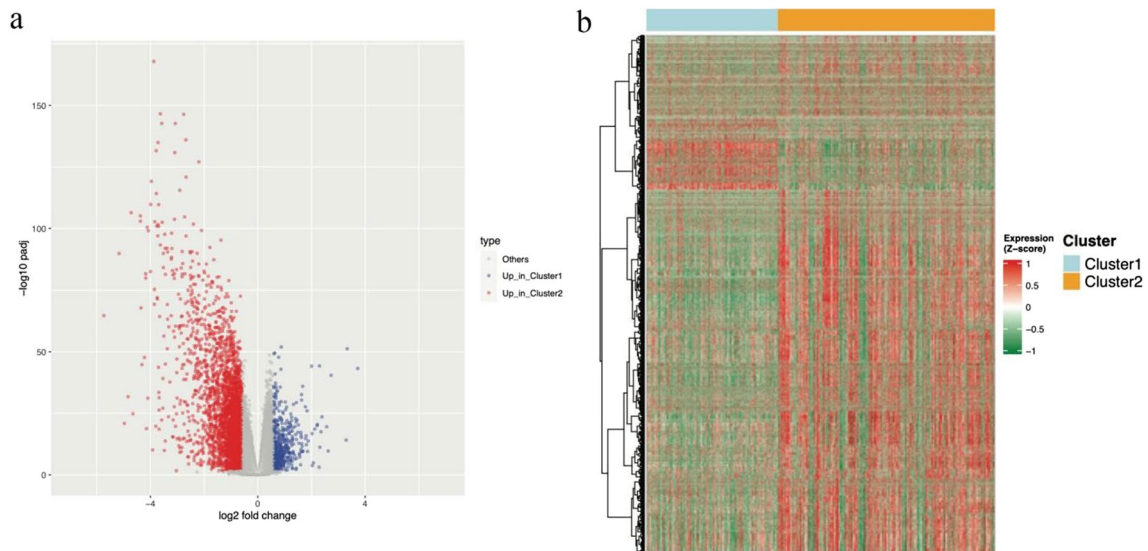 a
150
100
50
0
−log10 padj
−4
0
4
log2 fold change
type
Others
Up_in_Cluster1
Up_in_Cluster2
b
Expression
(Z-score)
1
0.5
0
−0.5
−1
Cluster
Cluster1
Cluster2